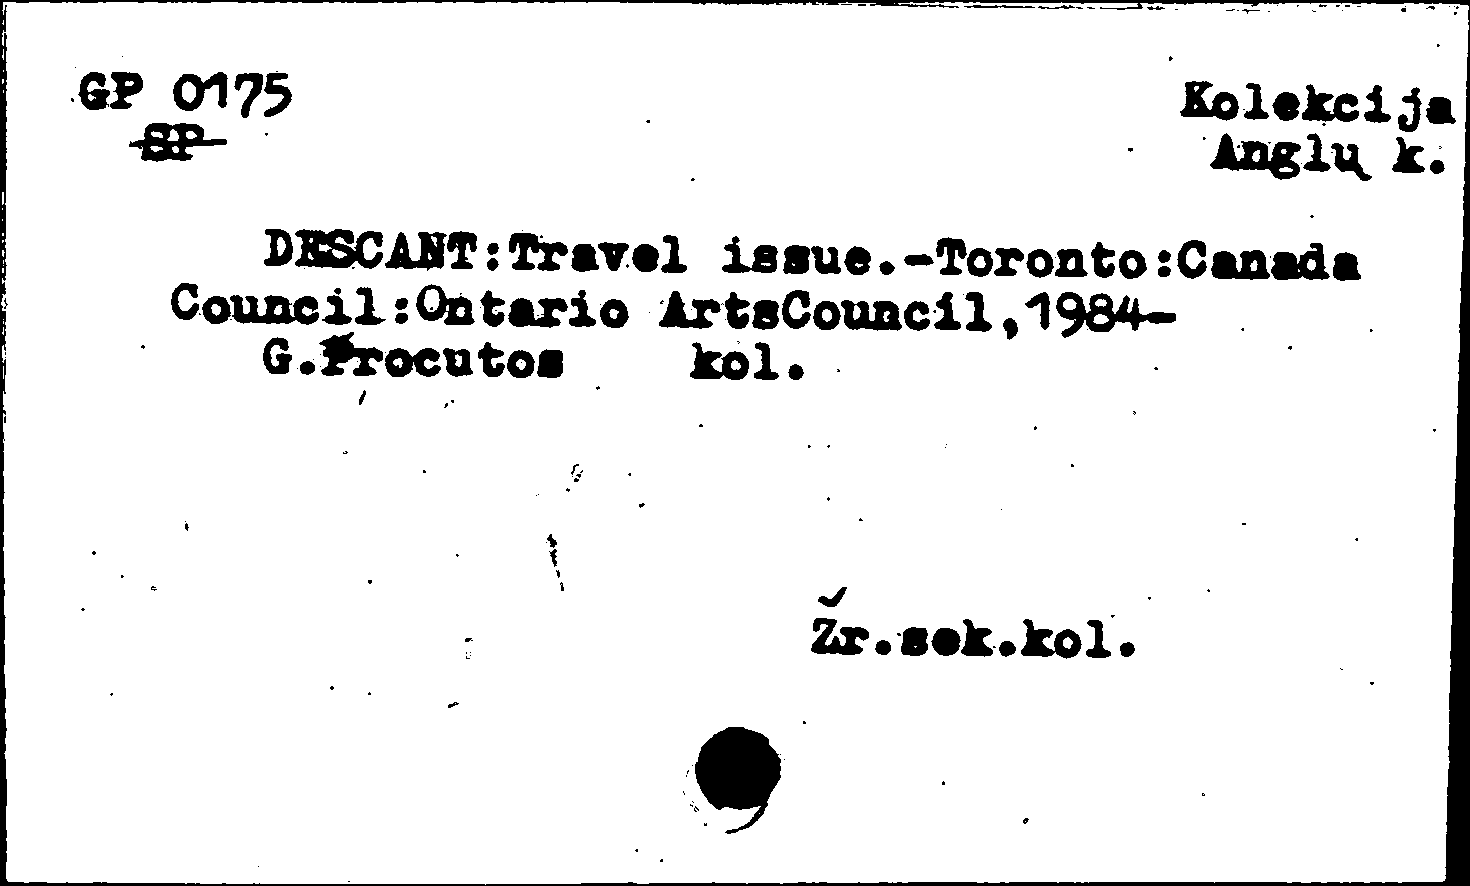 GP 0175
Kolekcija
SP
Anglų k.
DESCANT:Travel issue.-Toronto:Canada
Council:Ontario ArtsCouncil,1984-
G.Procutos kol.
Žr.sek.kol.